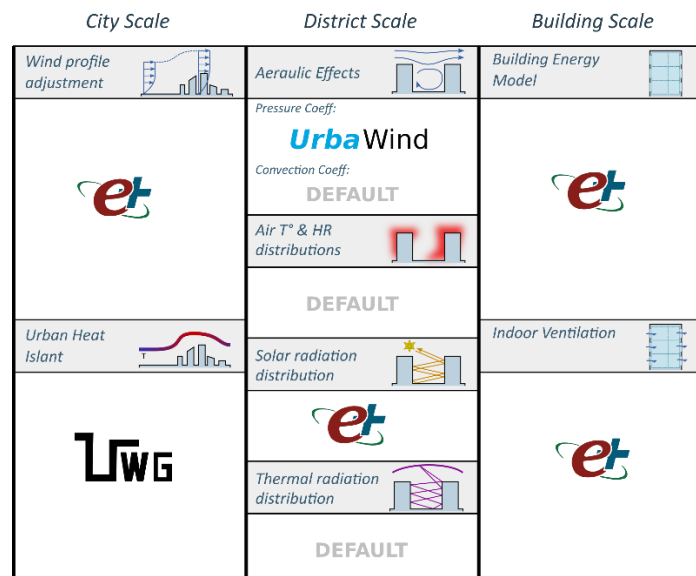 City Scale
District Scale
Building Scale
Wind profile
adjustment
Aeraulic Effects
Building Energy
Model
Pressure Coeff:
UrbaWind
Convection Coeff:
DEFAULT
e+
e+
Air T° & HR
distributions
DEFAULT
Urban Heat
Islant
T
Indoor Ventilation
Solar radiation
distribution
e+
UWG
e+
Thermal radiation
distribution
DEFAULT